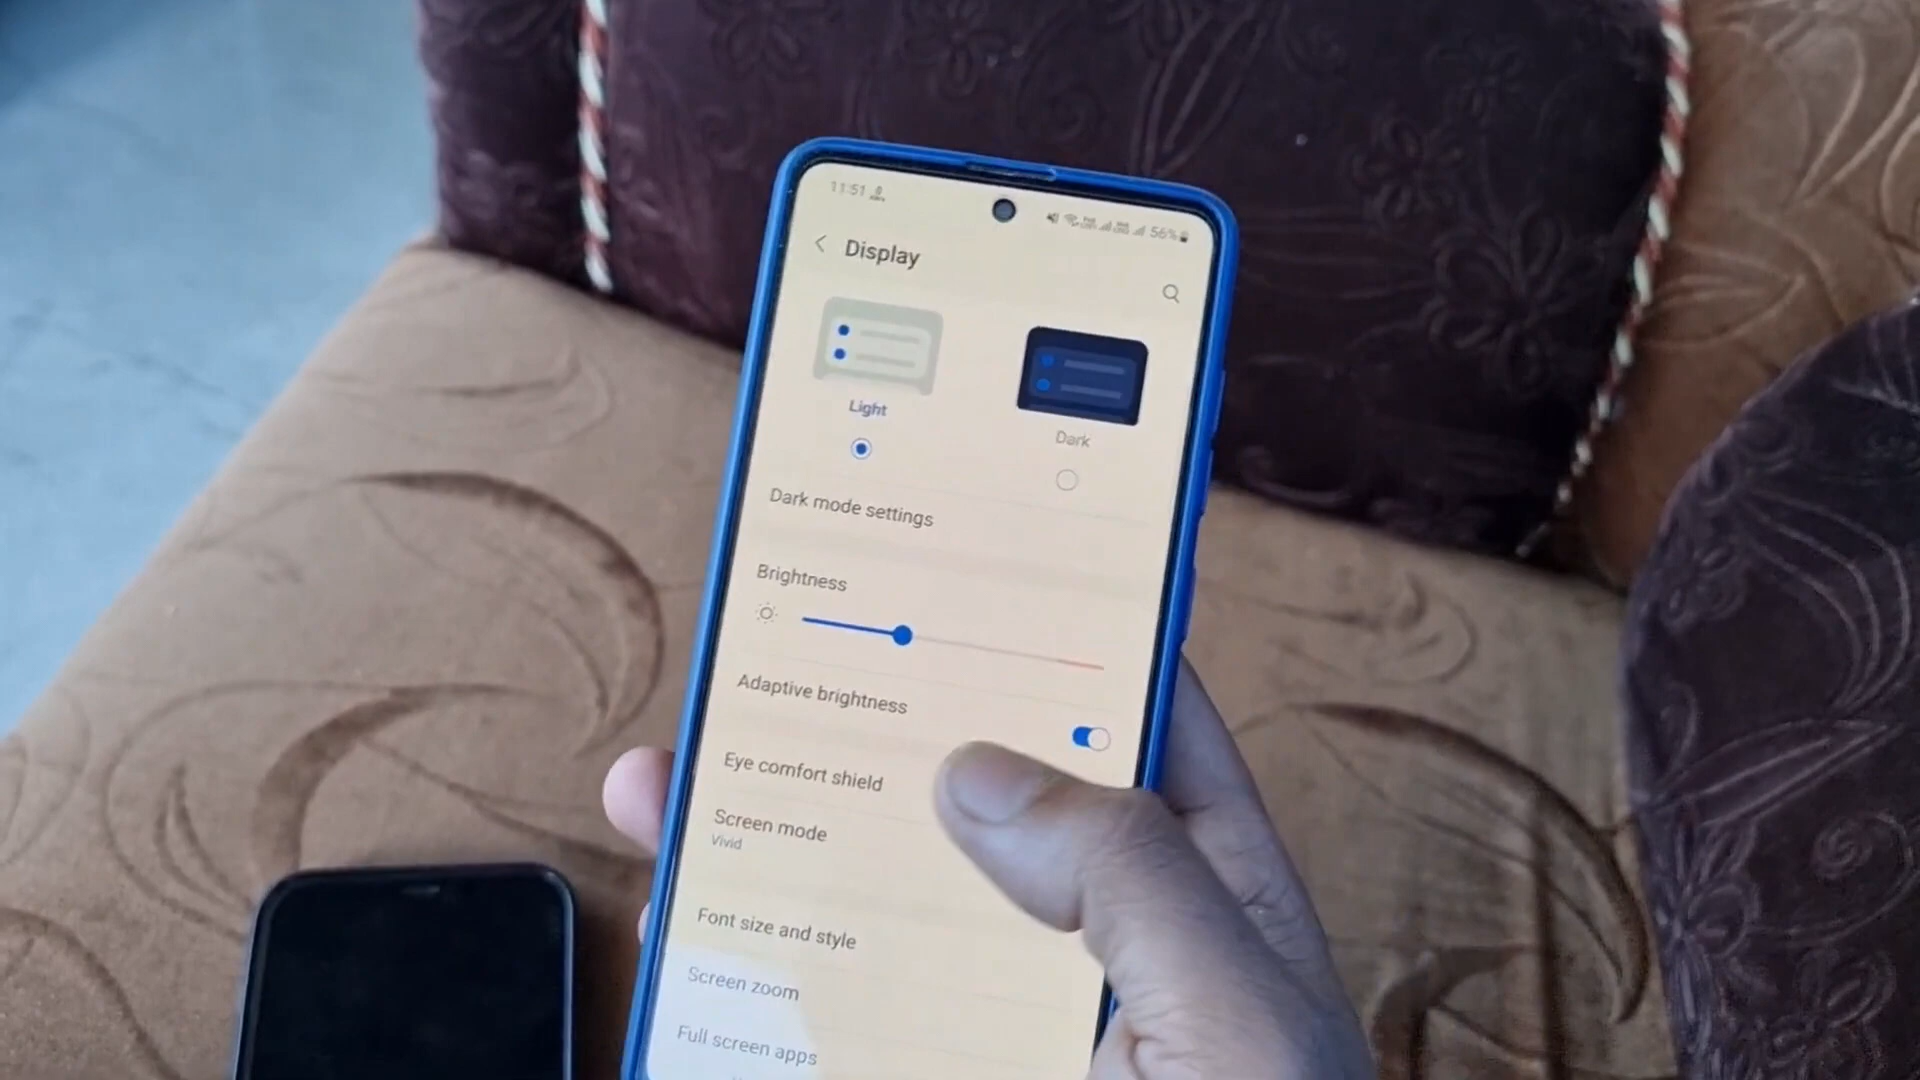 11:51
56%
Display
Light
Dark
Dark mode settings
Brightness
Adaptive brightness
Eye comfort shield
Screen mode
Vivid
Font size and style
Screen zoom
Full screen apps